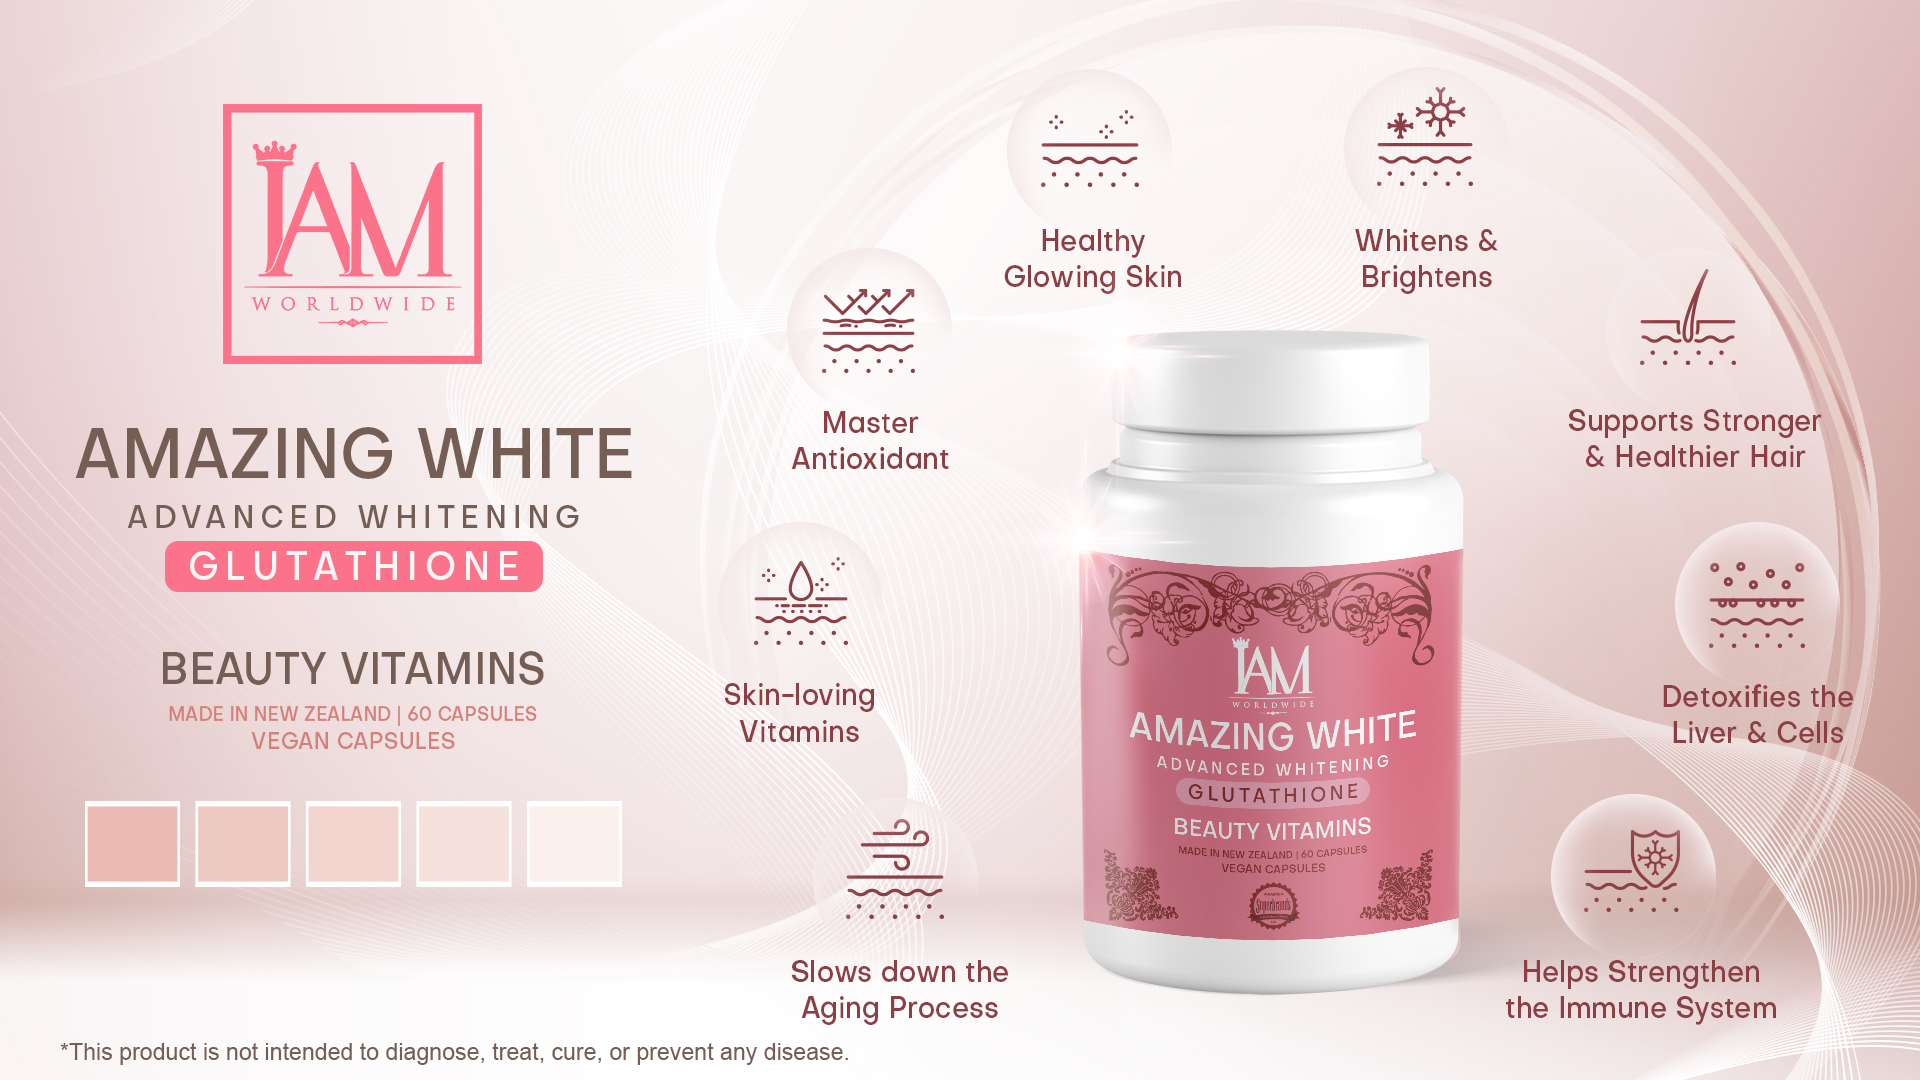 IAM
WORLDWIDE
AMAZING WHITE
ADVANCED WHITENING
GLUTATHIONE
BEAUTY VITAMINS
MADE IN NEW ZEALAND | 60 CAPSULES
VEGAN CAPSULES
Healthy
Glowing Skin
Whitens &
Brightens
Master
Antioxidant
Supports Stronger
& Healthier Hair
Skin-loving
Vitamins
Detoxifies the
Liver & Cells
Slows down the
Aging Process
Helps Strengthen
the Immune System
IAM
WORLDWIDE
AMAZING WHITE
ADVANCED WHITENING
GLUTATHIONE
BEAUTY VITAMINS
MADE IN NEW ZEALAND | 60 CAPSULES
VEGAN CAPSULES
Superbrands
*This product is not intended to diagnose, treat, cure, or prevent any disease.